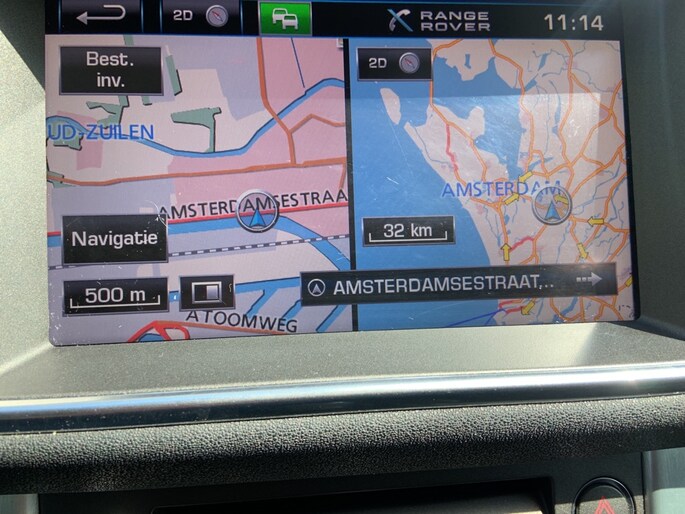 2D
RANGE
ROVER
11:14
Best.
inv.
UD-ZUILEN
AMSTERDAMSESTRAA
Navigatie
500 m
ATOOMWEG
2D
AMSTERDAM
32 km
AMSTERDAMSESTRAAT,..